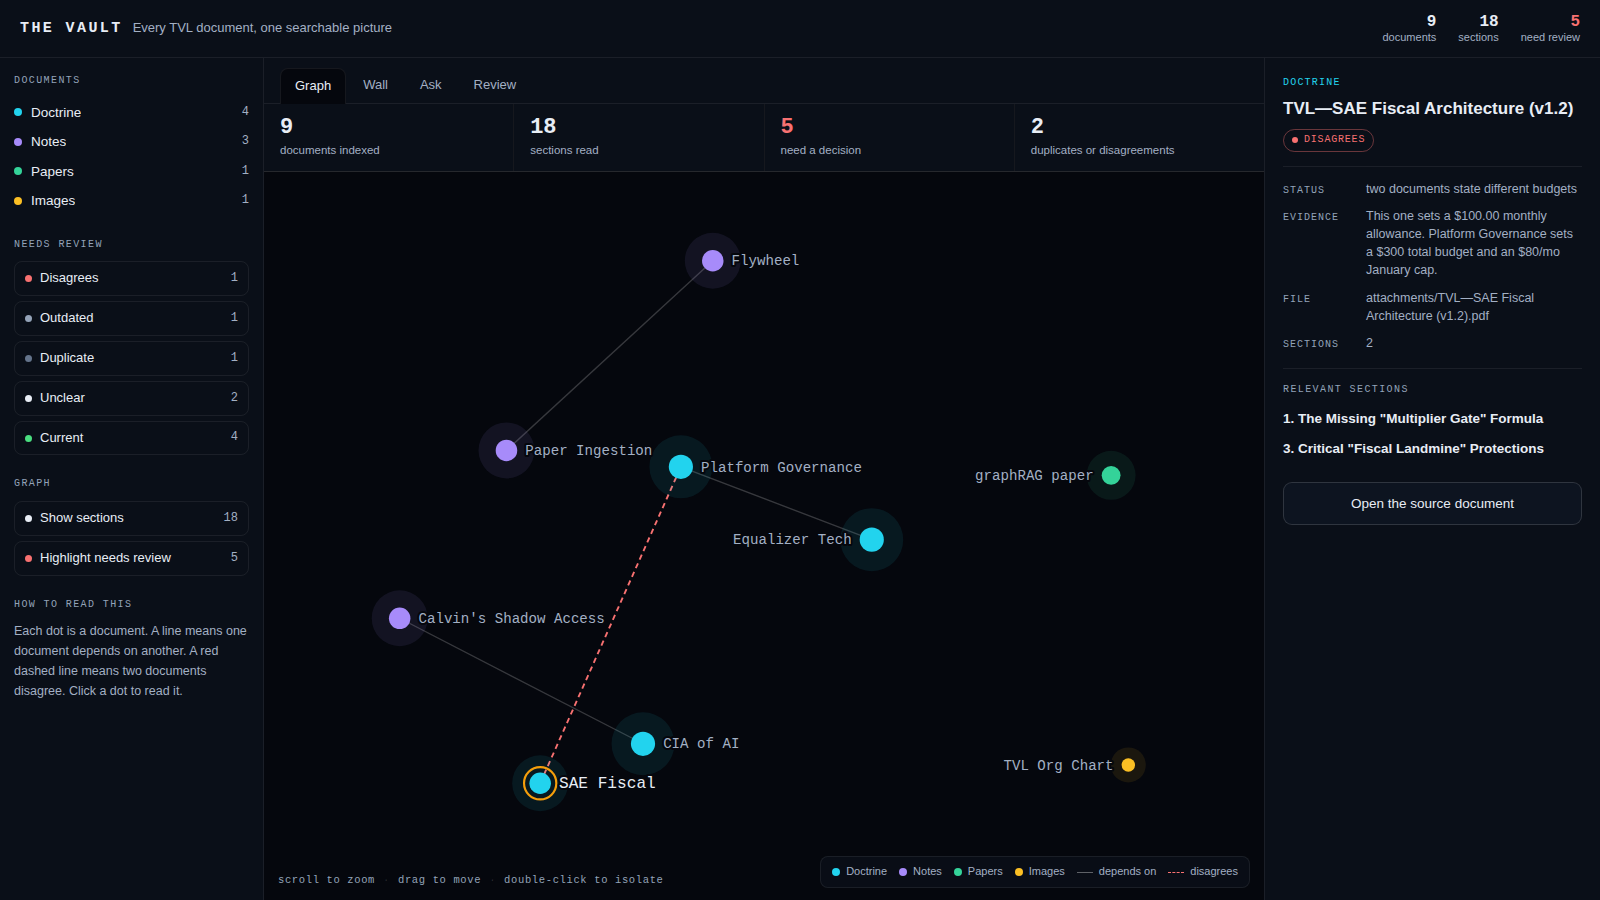 THE VAULT Every TVL document, one searchable picture
9 documents
18 sections
5 need review
DOCUMENTS
Doctrine 4
Notes 3
Papers 1
Images 1
NEEDS REVIEW
Disagrees 1
Outdated 1
Duplicate 1
Unclear 2
Current 4
GRAPH
Show sections 18
Highlight needs review 5
HOW TO READ THIS
Each dot is a document. A line means one
document depends on another. A red
dashed line means two documents
disagree. Click a dot to read it.
Graph Wall Ask Review
9
documents indexed
18
sections read
5
need a decision
2
duplicates or disagreements
Flywheel
Paper Ingestion
Platform Governance
graphRAG paper
Equalizer Tech
Calvin's Shadow Access
CIA of AI
TVL Org Chart
SAE Fiscal
scroll to zoom · drag to move · double-click to isolate
Doctrine Notes Papers Images depends on disagrees
DOCTRINE
TVL—SAE Fiscal Architecture (v1.2)
DISAGREES
STATUS two documents state different budgets
EVIDENCE This one sets a $100.00 monthly
allowance. Platform Governance sets
a $300 total budget and an $80/mo
January cap.
FILE attachments/TVL—SAE Fiscal
Architecture (v1.2).pdf
SECTIONS 2
RELEVANT SECTIONS
1. The Missing "Multiplier Gate" Formula
3. Critical "Fiscal Landmine" Protections
Open the source document